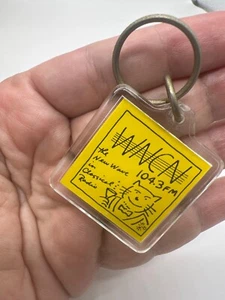 WNCN
104.3 FM
the
New Wave
in
Classical
Radio